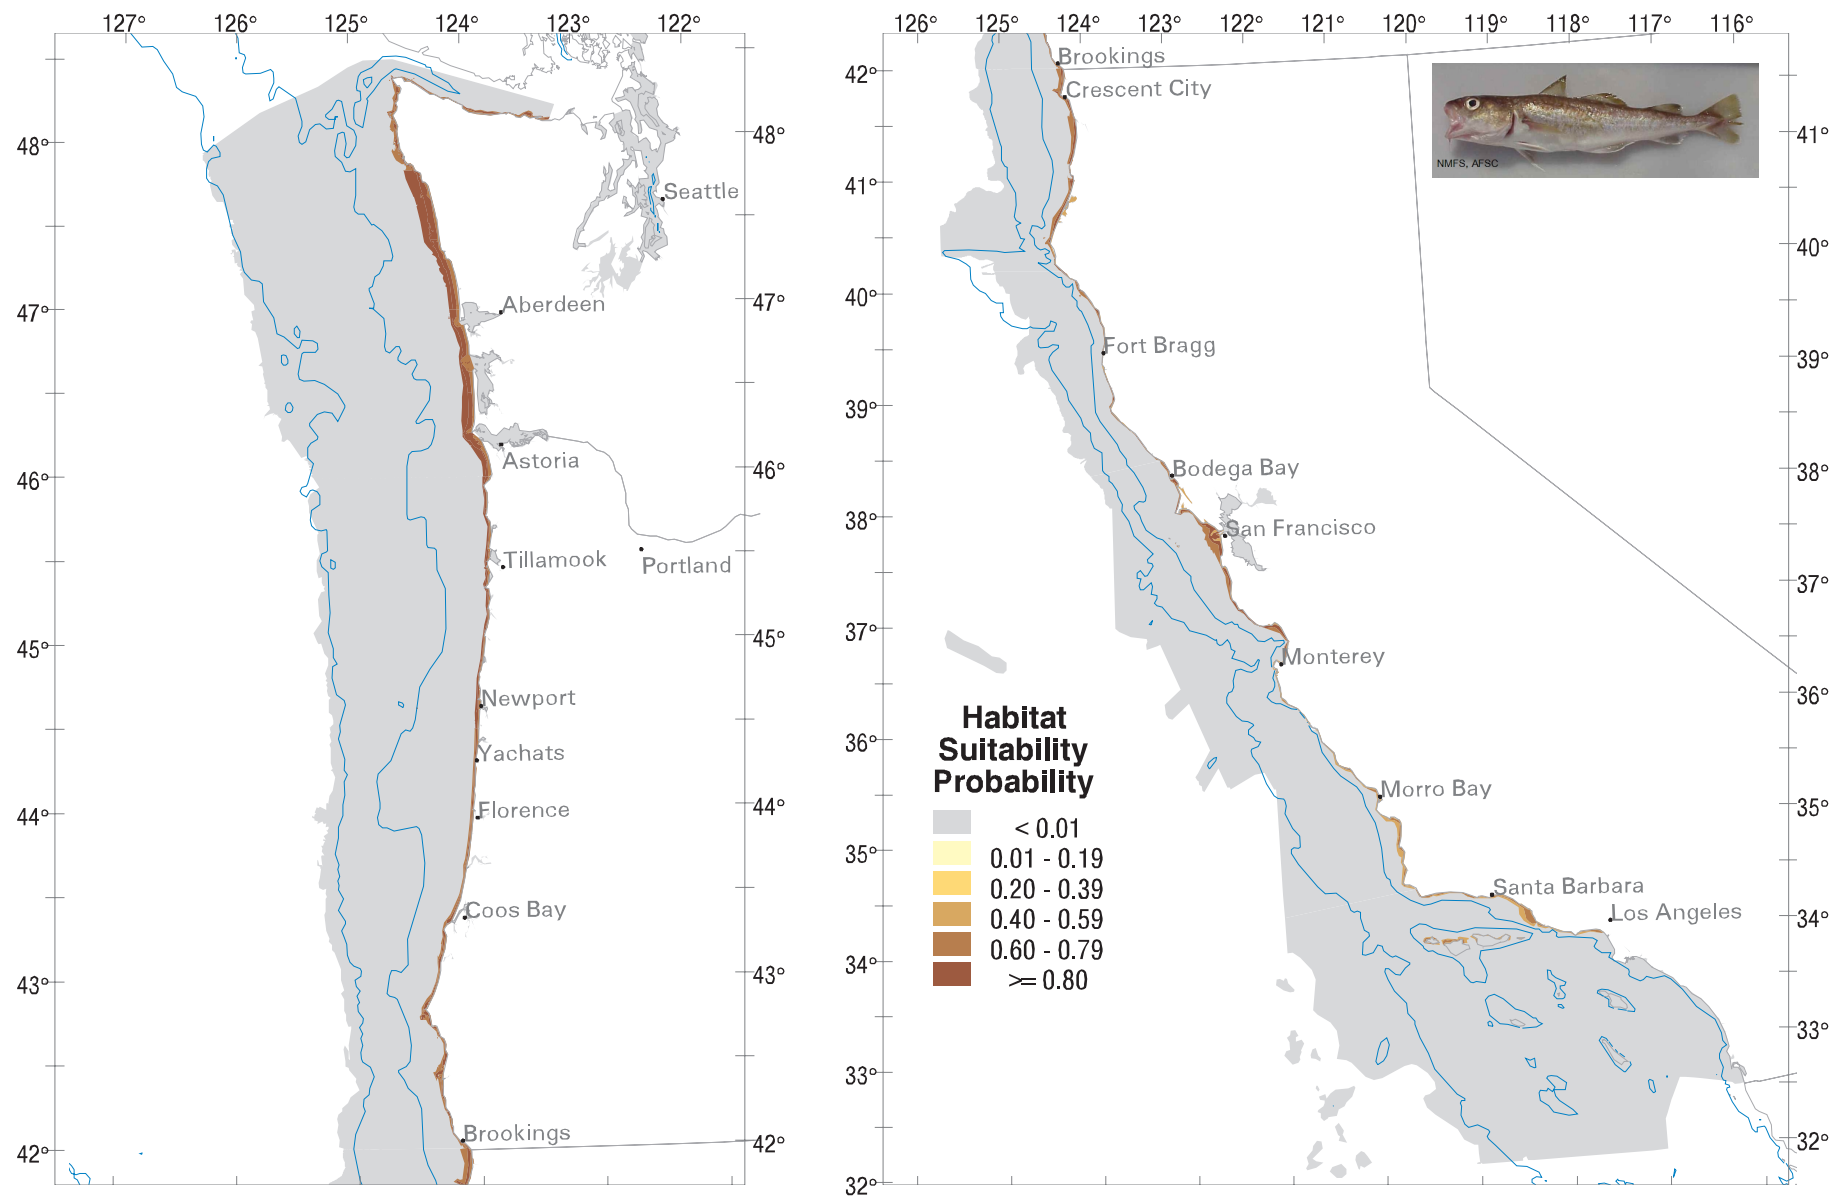 127° 125° 125° 124° 123° 122°
48°
47°
46°
45°
44°
43°
42°
48°
47°
46°
45°
44°
43°
42°
Seattle
Aberdeen
Astoria
Tillamook
Portland
Newport
Yachats
Florence
Coos Bay
Brookings
126° 125° 124° 123° 122° 121° 120° 119° 118° 117° 116°
42°
41°
40°
39°
38°
37°
36°
35°
34°
33°
32°
41°
40°
39°
38°
37°
36°
35°
34°
33°
32°
Brookings
Crescent City
NMFS, AFSC
Fort Bragg
Bodega Bay
San Francisco
Monterey
Morro Bay
Santa Barbara
Los Angeles
Habitat
Suitability
Probability
< 0.01
0.01 - 0.19
0.20 - 0.39
0.40 - 0.59
0.60 - 0.79
>= 0.80